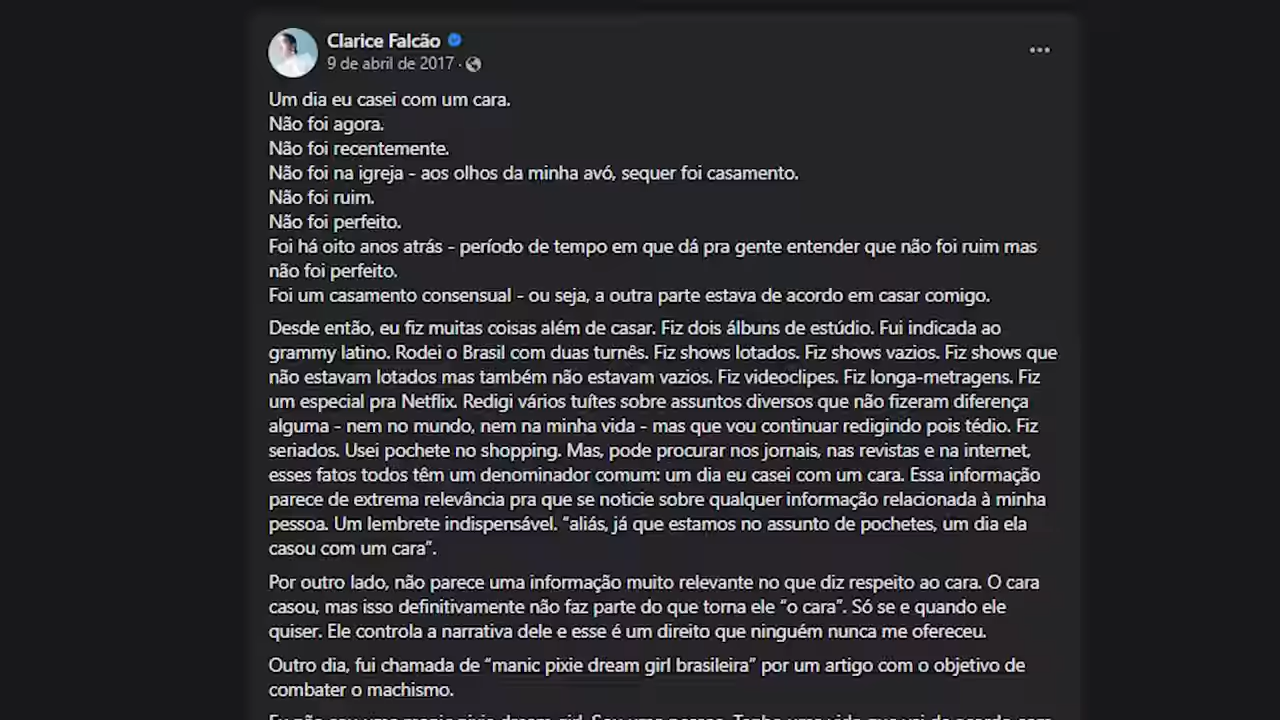 Clarice Falcão
9 de abril de 2017 ·
Um dia eu casei com um cara.
Não foi agora.
Não foi recentemente.
Não foi na igreja - aos olhos da minha avó, sequer foi casamento.
Não foi ruim.
Não foi perfeito.
Foi há oito anos atrás - período de tempo em que dá pra gente entender que não foi ruim mas
não foi perfeito.
Foi um casamento consensual - ou seja, a outra parte estava de acordo em casar comigo.
Desde então, eu fiz muitas coisas além de casar. Fiz dois álbuns de estúdio. Fui indicada ao
grammy latino. Rodei o Brasil com duas turnês. Fiz shows lotados. Fiz shows vazios. Fiz shows que
não estavam lotados mas também não estavam vazios. Fiz videoclipes. Fiz longa-metragens. Fiz
um especial pra Netflix. Redigi vários tuítes sobre assuntos diversos que não fizeram diferença
alguma - nem no mundo, nem na minha vida - mas que vou continuar redigindo pois tédio. Fiz
seriados. Usei pochete no shopping. Mas, pode procurar nos jornais, nas revistas e na internet,
esses fatos todos têm um denominador comum: um dia eu casei com um cara. Essa informação
parece de extrema relevância pra que se noticie sobre qualquer informação relacionada à minha
pessoa. Um lembrete indispensável. “aliás, já que estamos no assunto de pochetes, um dia ela
casou com um cara”.
Por outro lado, não parece uma informação muito relevante no que diz respeito ao cara. O cara
casou, mas isso definitivamente não faz parte do que torna ele “o cara”. Só se e quando ele
quiser. Ele controla a narrativa dele e esse é um direito que ninguém nunca me ofereceu.
Outro dia, fui chamada de “manic pixie dream girl brasileira” por um artigo com o objetivo de
combater o machismo.